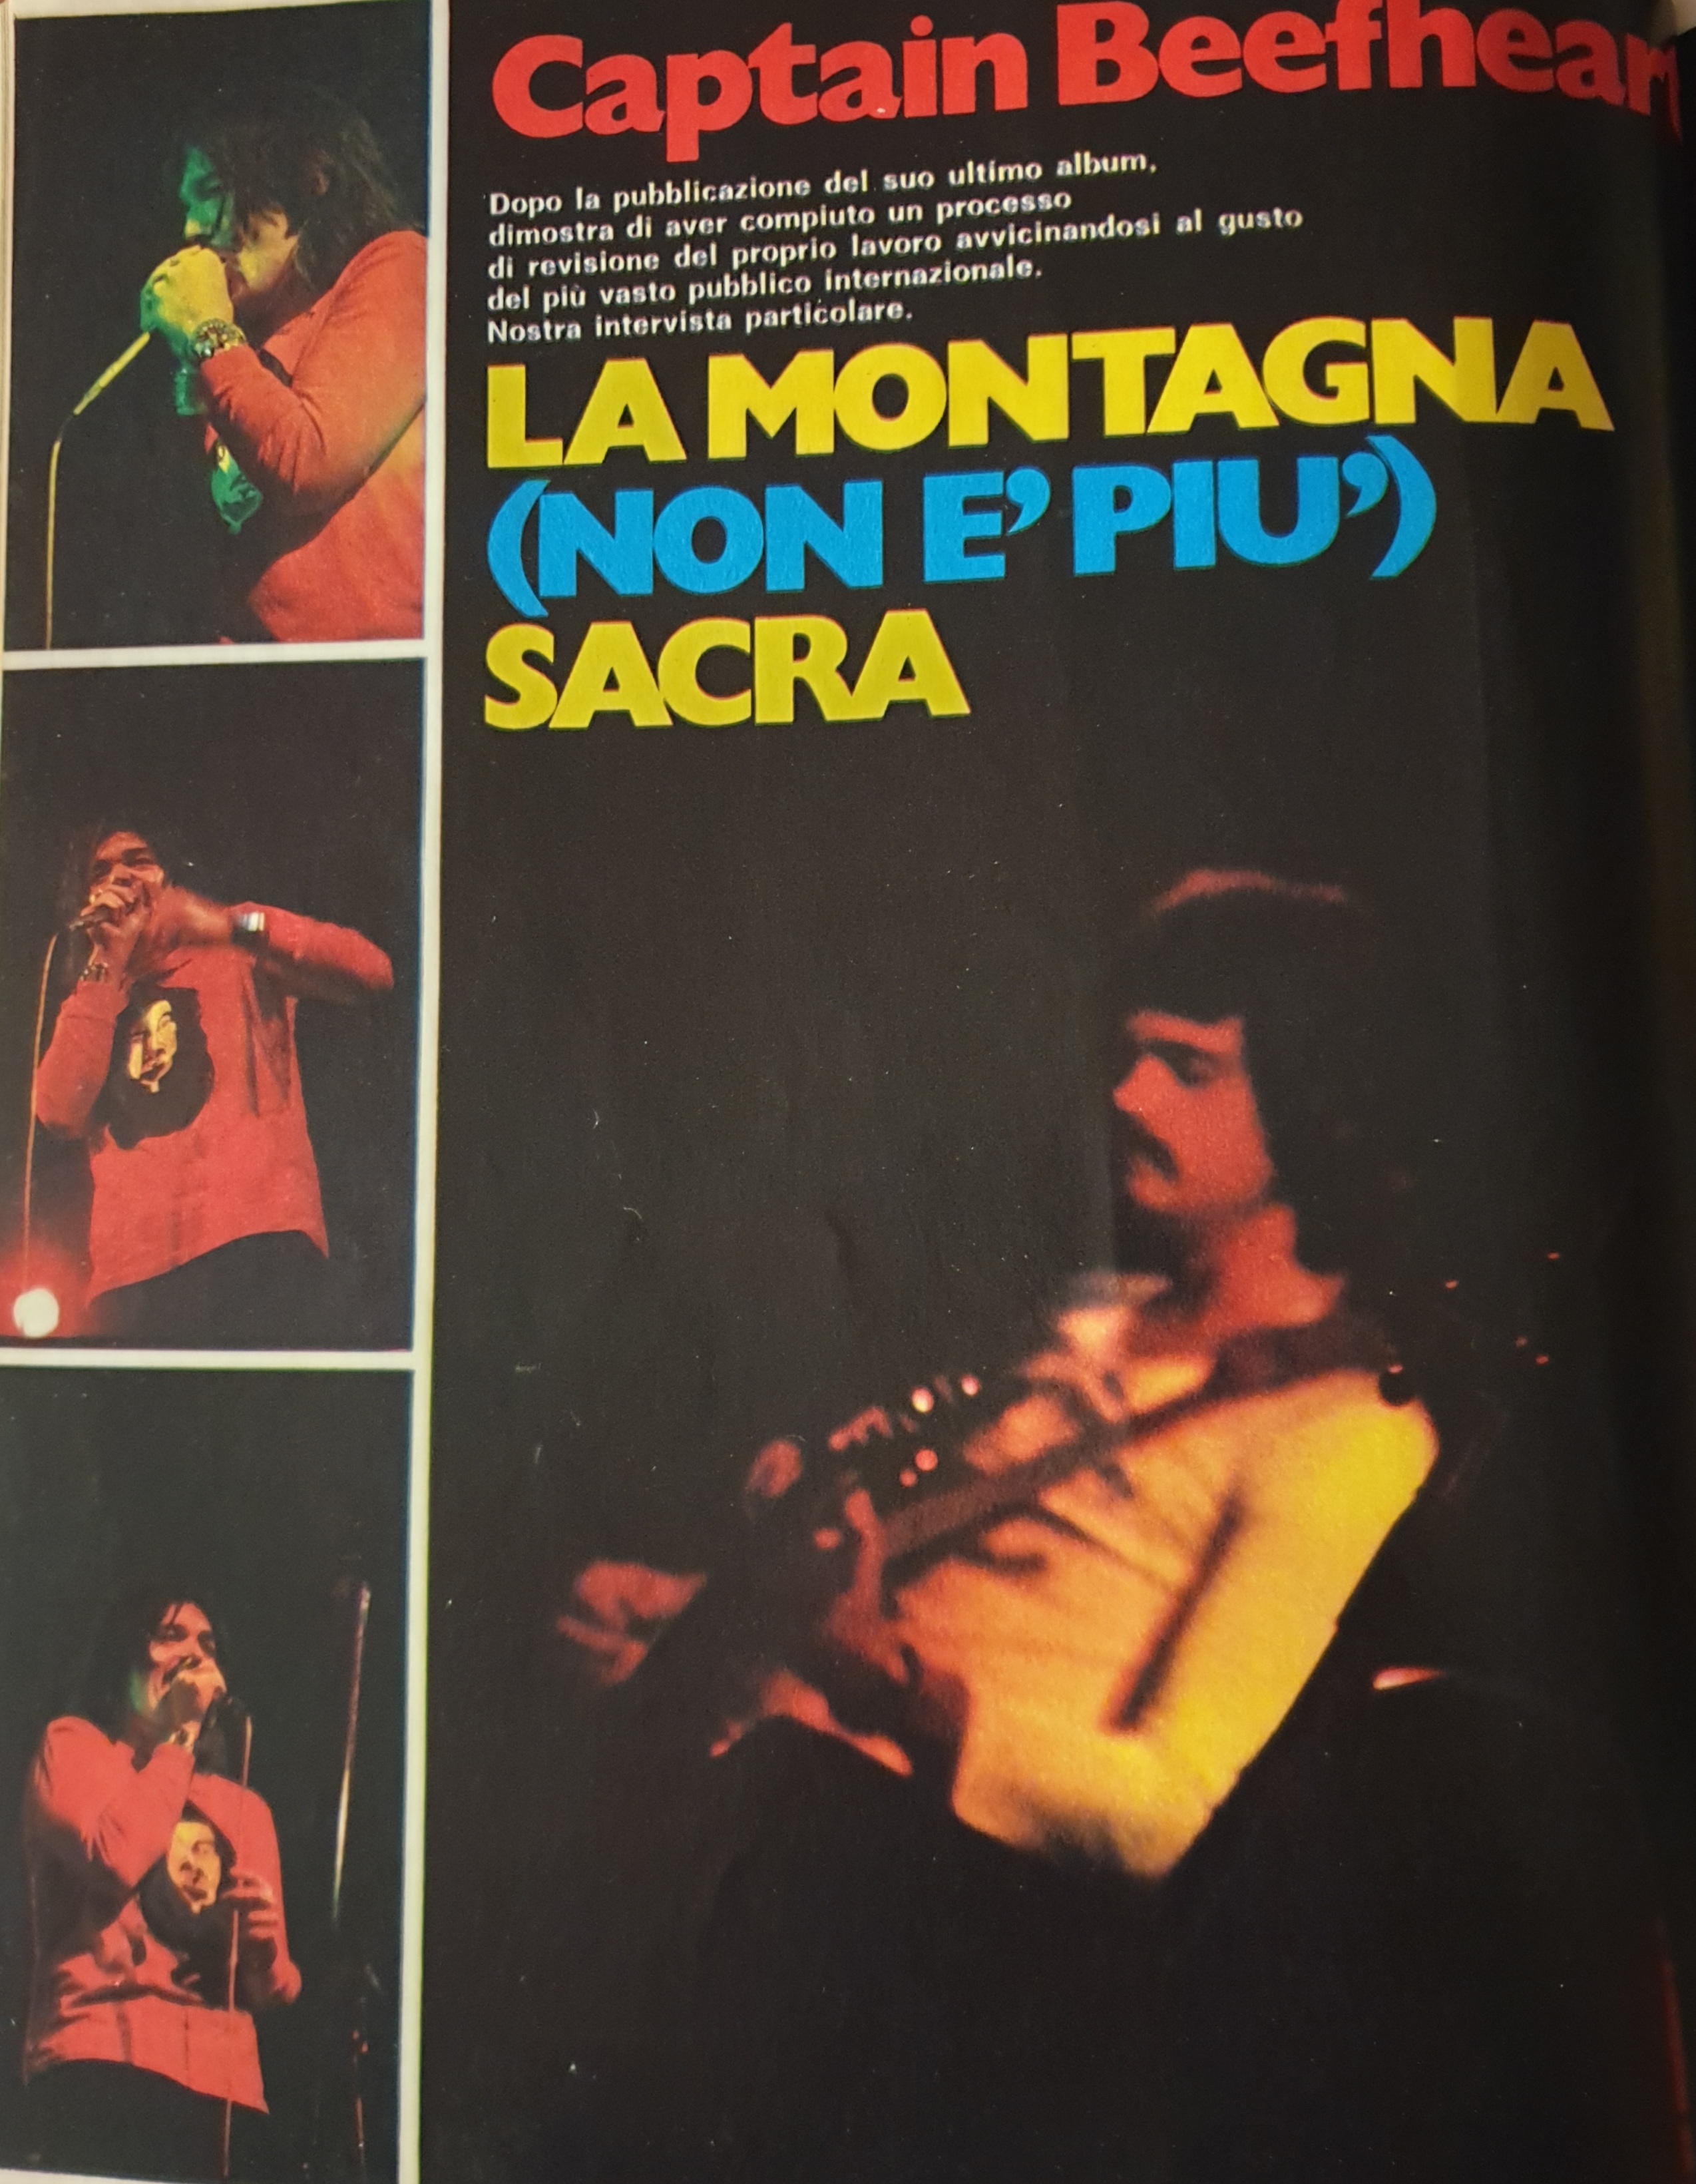 Captain Beefheart
Dopo la pubblicazione del suo ultimo album,
dimostra di aver compiuto un processo
di revisione del proprio lavoro avvicinandosi al gusto
del più vasto pubblico internazionale.
Nostra intervista particolare.
LA MONTAGNA
(NON E' PIU')
SACRA